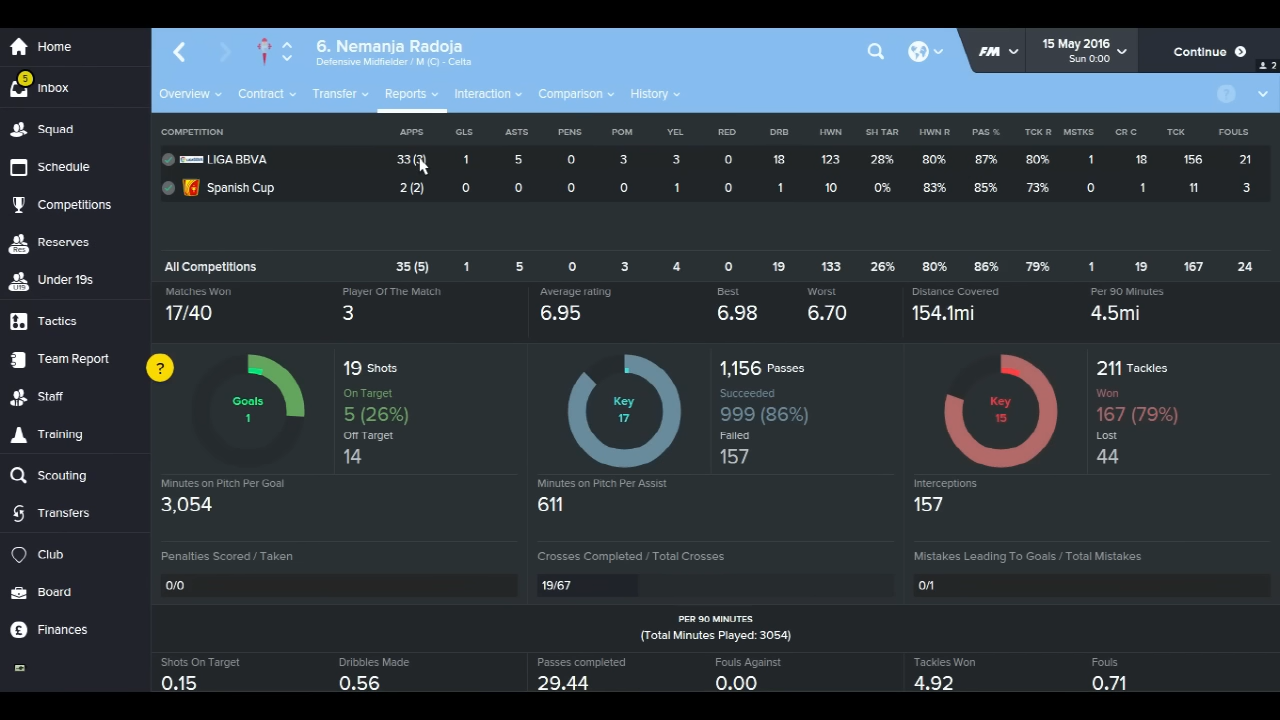 Home
5
Inbox
Squad
Schedule
Competitions
Res
Reserves
U19
Under 19s
Tactics
Team Report
Staff
Training
Scouting
Transfers
Club
Board
£ Finances
6. Nemanja Radoja
Defensive Midfielder / M (C) - Celta
FM
15 May 2016
Sun 0:00
Continue
2
Overview Contract Transfer Reports Interaction Comparison History ?
COMPETITION APPS GLS ASTS PENS POM YEL RED DRB HWN SH TAR HWN R PAS % TCK R MSTKS CR C TCK FOULS
LIGA BBVA 33 (3) 1 5 0 3 3 0 18 123 28% 80% 87% 80% 1 18 156 21
Spanish Cup 2 (2) 0 0 0 0 1 0 1 10 0% 83% 85% 73% 0 1 11 3
All Competitions 35 (5) 1 5 0 3 4 0 19 133 26% 80% 86% 79% 1 19 167 24
Matches Won Player Of The Match Average rating Best Worst Distance Covered Per 90 Minutes
17/40 3 6.95 6.98 6.70 154.1mi 4.5mi
?
Goals
1
19 Shots
On Target
5 (26%)
Off Target
14
Key
17
1,156 Passes
Succeeded
999 (86%)
Failed
157
Key
15
211 Tackles
Won
167 (79%)
Lost
44
Minutes on Pitch Per Goal
3,054
Minutes on Pitch Per Assist
611
Interceptions
157
Penalties Scored / Taken
0/0
Crosses Completed / Total Crosses
19/67
Mistakes Leading To Goals / Total Mistakes
0/1
PER 90 MINUTES
(Total Minutes Played: 3054)
Shots On Target Dribbles Made Passes completed Fouls Against Tackles Won Fouls
0.15 0.56 29.44 0.00 4.92 0.71